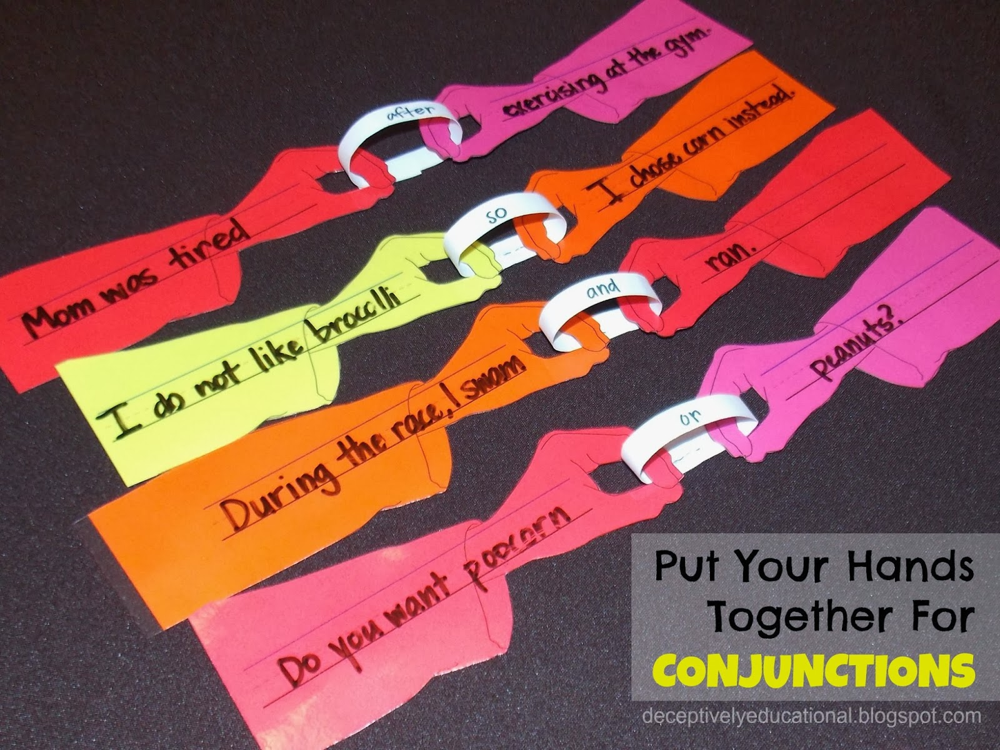 Mom was tired after exercising at the gym.
I do not like broccolli so I chose corn instead.
During the race, I swam and ran.
Do you want popcorn or peanuts?
Put Your Hands
Together For
CONJUNCTIONS
deceptivelyeducational.blogspot.com